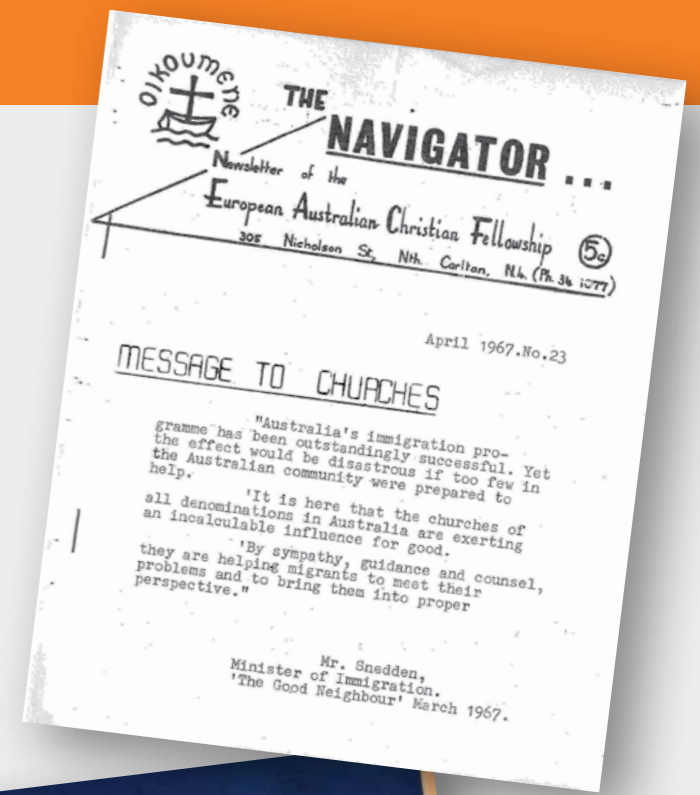 OIKOUMENE
THE
NAVIGATOR ...
Newsletter of the
European Australian Christian Fellowship 5c
305 Nicholson St, Nth. Carlton. N.4. (Ph. 36 1077)
April 1967.No.23
MESSAGE TO CHURCHES
"Australia's immigration pro-
gramme has been outstandingly successful. Yet
the effect would be disastrous if too few in
the Australian community were prepared to
help.
'It is here that the churches of
all denominations in Australia are exerting
an incalculable influence for good.
'By sympathy, guidance and counsel,
they are helping migrants to meet their
problems and to bring them into proper
perspective."
Mr. Snedden,
Minister of Immigration.
'The Good Neighbour' March 1967.